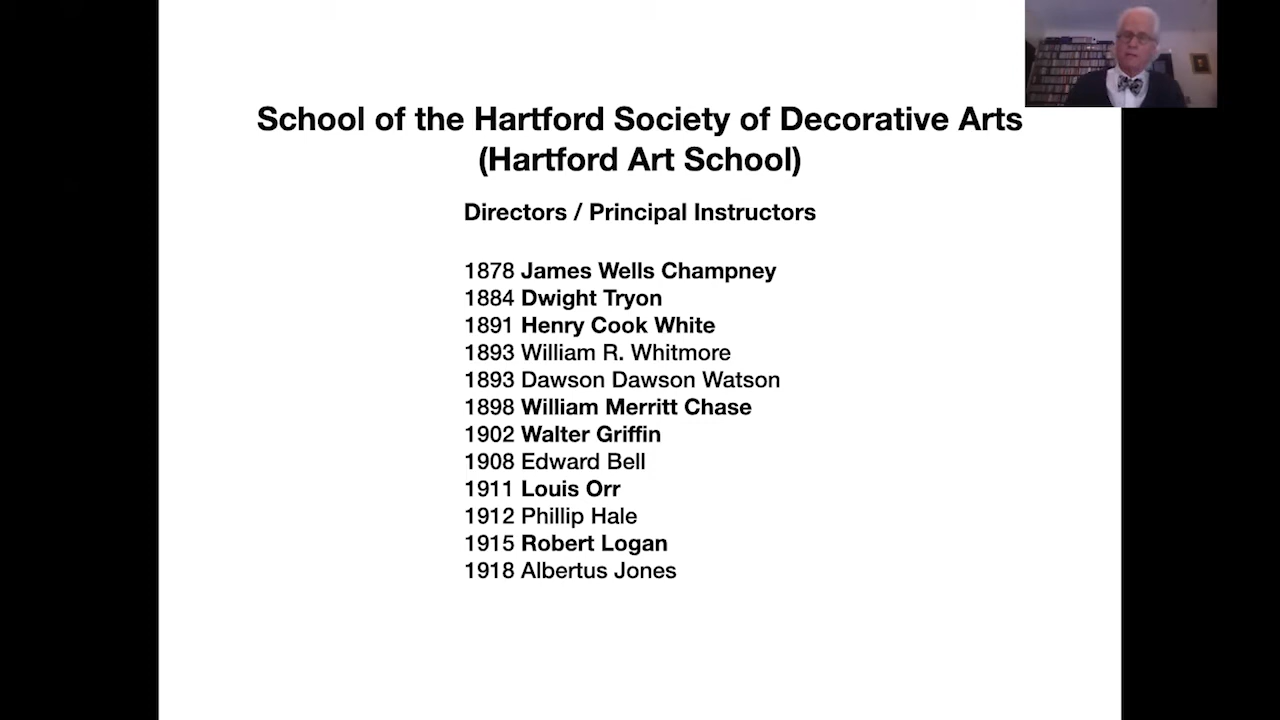 School of the Hartford Society of Decorative Arts
(Hartford Art School)
Directors / Principal Instructors
1878 James Wells Champney
1884 Dwight Tryon
1891 Henry Cook White
1893 William R. Whitmore
1893 Dawson Dawson Watson
1898 William Merritt Chase
1902 Walter Griffin
1908 Edward Bell
1911 Louis Orr
1912 Phillip Hale
1915 Robert Logan
1918 Albertus Jones